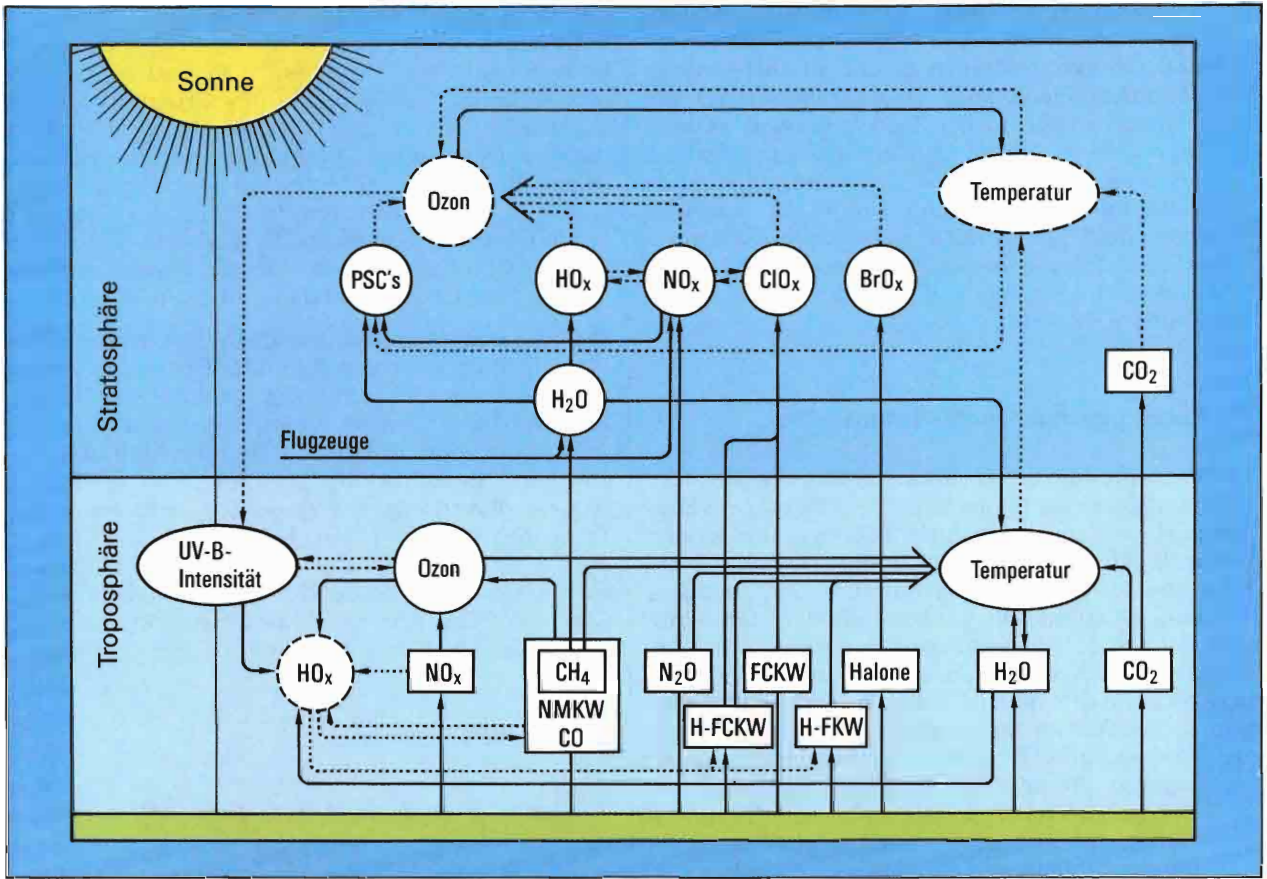 Sonne
Stratosphäre
Ozon
Temperatur
PSC's
HOx
NOx
ClOx
BrOx
CO2
H2O
Flugzeuge
Troposphäre
UV-B-
Intensität
Ozon
Temperatur
HOx
NOx
CH4
NMKW
CO
N2O
FCKW
Halone
H2O
CO2
H-FCKW
H-FKW